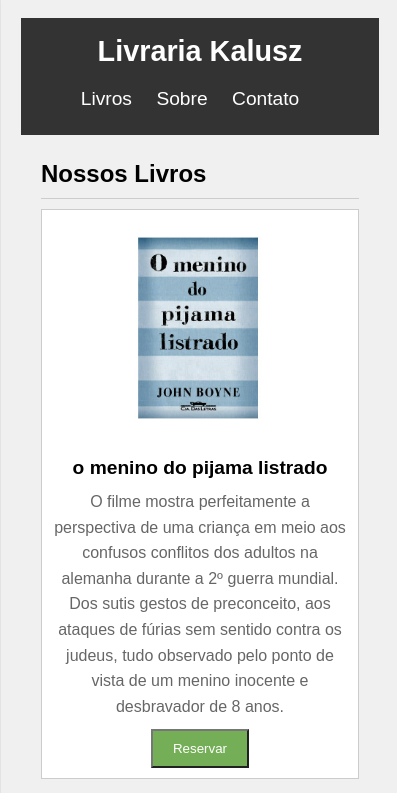 Livraria Kalusz
Livros Sobre Contato
Nossos Livros
O menino
do
pijama
listrado
JOHN BOYNE
CIA. DAS LETRAS
o menino do pijama listrado
O filme mostra perfeitamente a
perspectiva de uma criança em meio aos
confusos conflitos dos adultos na
alemanha durante a 2º guerra mundial.
Dos sutis gestos de preconceito, aos
ataques de fúrias sem sentido contra os
judeus, tudo observado pelo ponto de
vista de um menino inocente e
desbravador de 8 anos.
Reservar